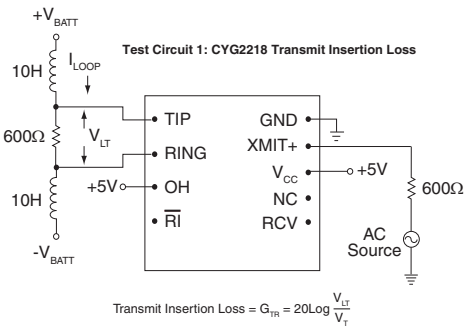 +V_BATT
Test Circuit 1: CYG2218 Transmit Insertion Loss
I_LOOP
10H
600Ω
V_LT
10H
-V_BATT
+5V
TIP
RING
OH
R̅I̅
GND
XMIT+
V_CC
NC
RCV
+5V
600Ω
AC
Source
Transmit Insertion Loss = G_TR = 20Log V_LT / V_T